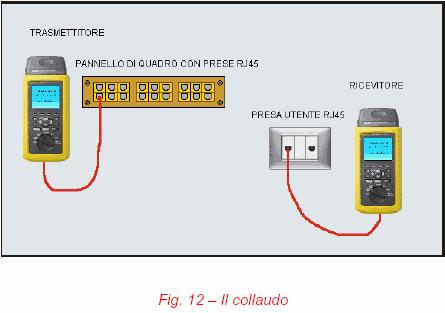 TRASMETTITORE
PANNELLO DI QUADRO CON PRESE RJ45
RICEVITORE
PRESA UTENTE RJ45
Fig. 12 – Il collaudo